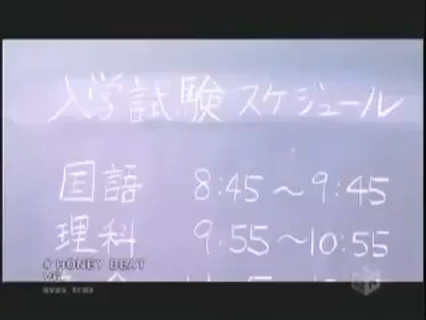 入学試験スケジュール
国語 8:45～9:45
理科 9:55～10:55
# HONEY BEAT
V6
avex trax